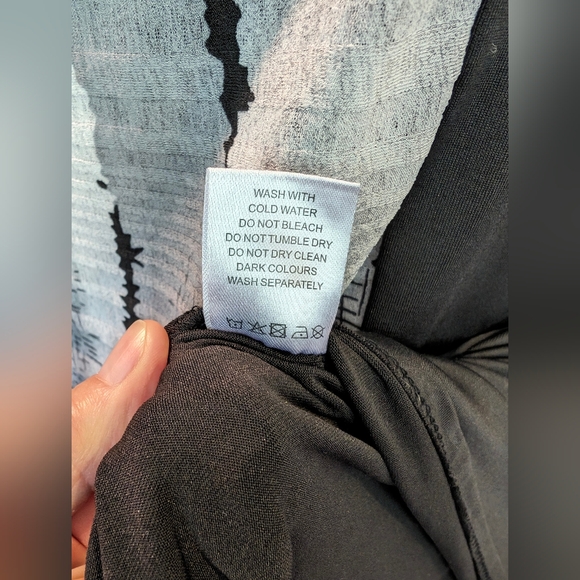 WASH WITH
COLD WATER
DO NOT BLEACH
DO NOT TUMBLE DRY
DO NOT DRY CLEAN
DARK COLOURS
WASH SEPARATELY